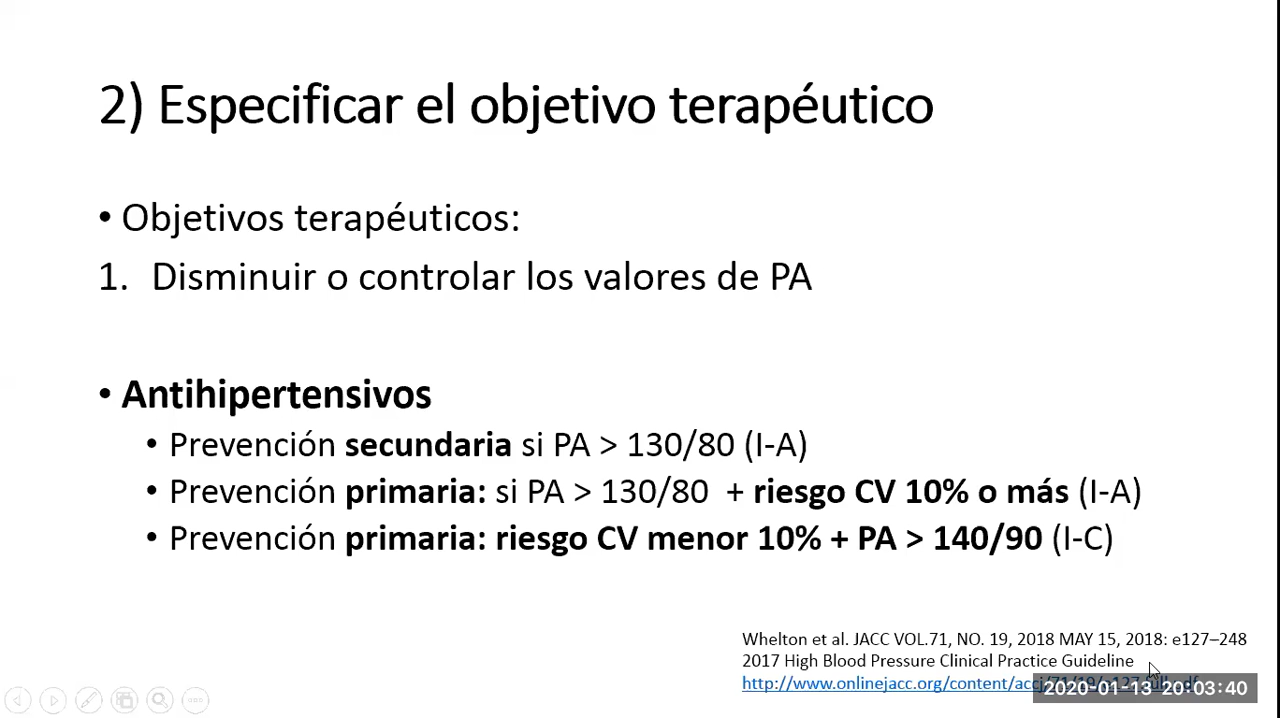 2) Especificar el objetivo terapéutico
• Objetivos terapéuticos:
1. Disminuir o controlar los valores de PA
• Antihipertensivos
• Prevención secundaria si PA > 130/80 (I-A)
• Prevención primaria: si PA > 130/80 + riesgo CV 10% o más (I-A)
• Prevención primaria: riesgo CV menor 10% + PA > 140/90 (I-C)
Whelton et al. JACC VOL.71, NO. 19, 2018 MAY 15, 2018: e127–248
2017 High Blood Pressure Clinical Practice Guideline
http://www.onlinejacc.org/content/accj/71/19/
2020-01-13 20:03:40